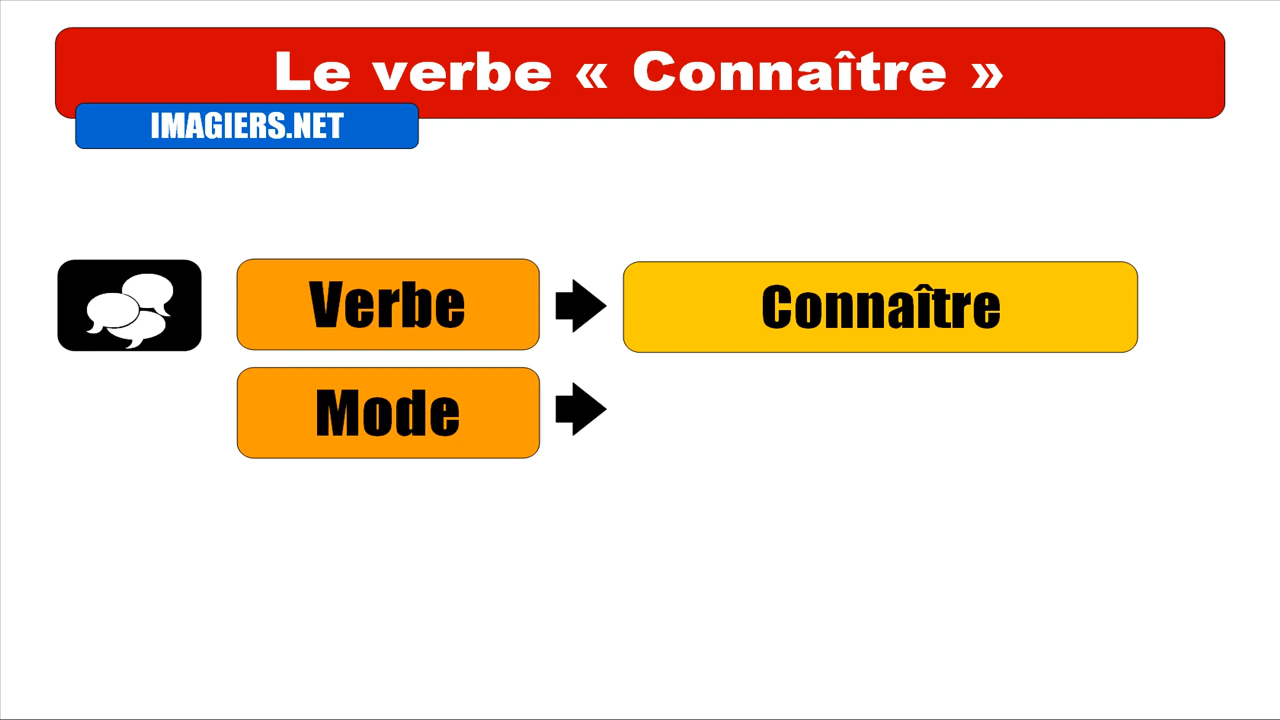 Le verbe « Connaître »
IMAGIERS.NET
Verbe
Connaître
Mode